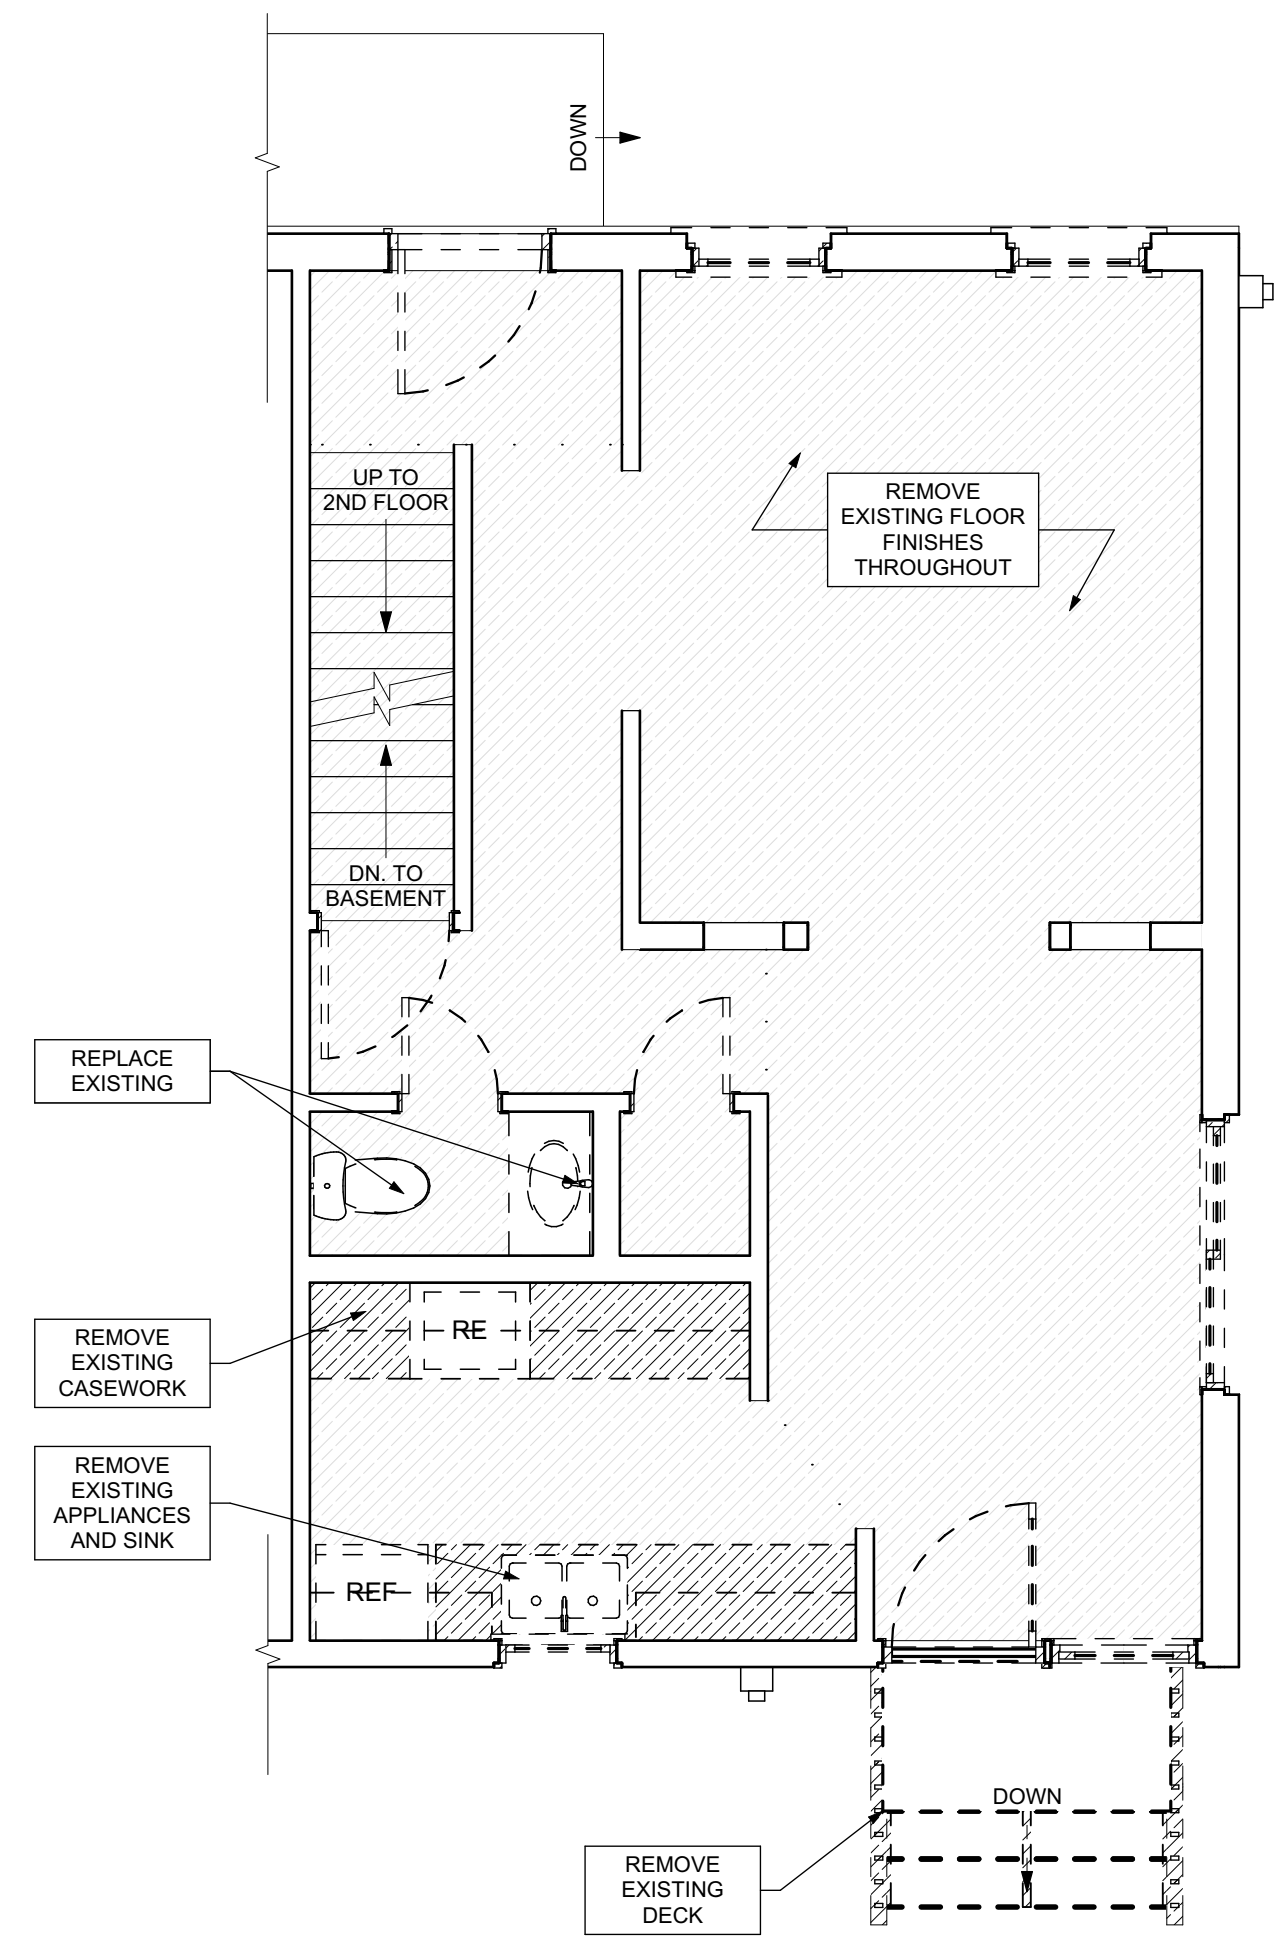 DOWN
UP TO
2ND FLOOR
REMOVE
EXISTING FLOOR
FINISHES
THROUGHOUT
DN. TO
BASEMENT
REPLACE
EXISTING
REMOVE
EXISTING
CASEWORK
RE
REMOVE
EXISTING
APPLIANCES
AND SINK
REF
DOWN
REMOVE
EXISTING
DECK